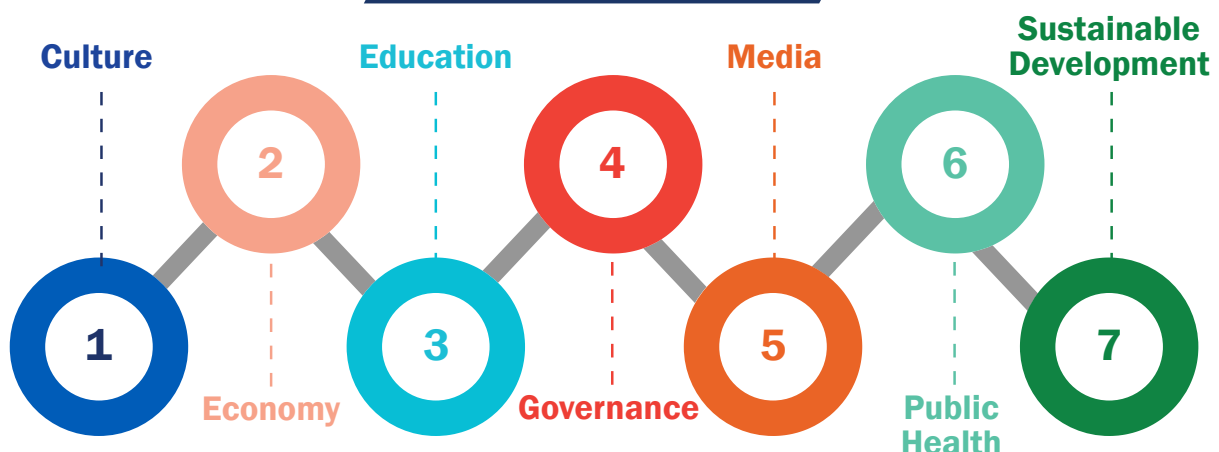 Sustainable
Development
Culture
Education
Media
2
4
6
1
3
5
7
Economy
Governance
Public
Health